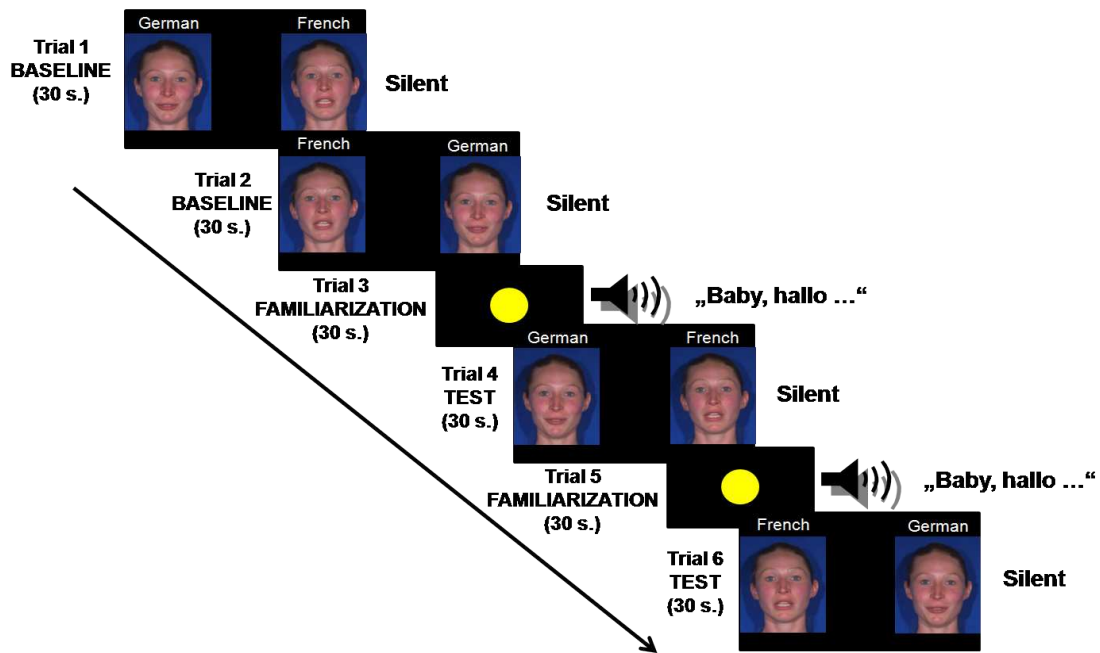 German French
Trial 1
BASELINE
(30 s.)
Silent
French German
Trial 2
BASELINE
(30 s.)
Silent
Trial 3
FAMILIARIZATION
(30 s.)
„Baby, hallo ...“
German French
Trial 4
TEST
(30 s.)
Silent
Trial 5
FAMILIARIZATION
(30 s.)
„Baby, hallo ...“
French German
Trial 6
TEST
(30 s.)
Silent